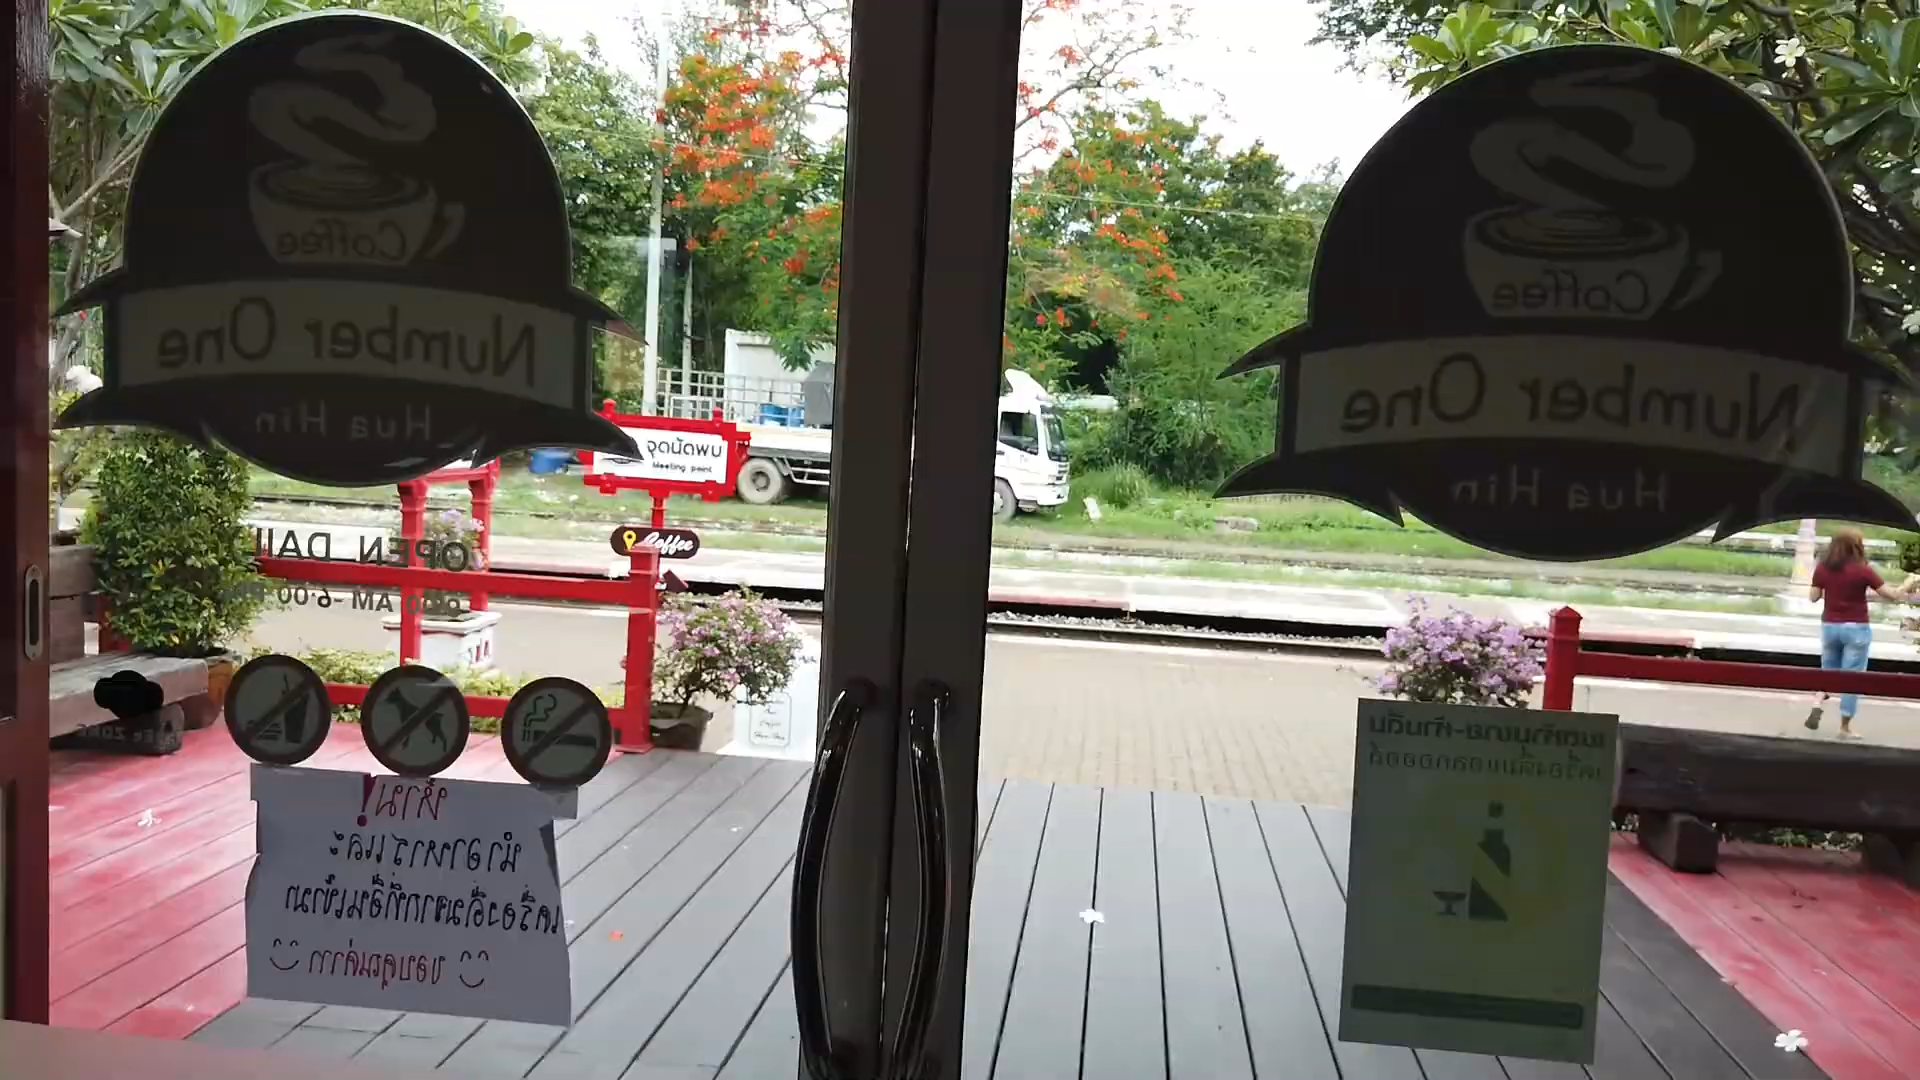 Coffee
Number One
Hua Hin
Coffee
Number One
Hua Hin
จุดนัดพบ
Meeting point
Coffee
OPEN DAIL
AM -6:00
ห้าม!
นำอาหารและ
เครื่องดื่มจากที่อื่นเข้ามา
ขอบคุณค่ะ